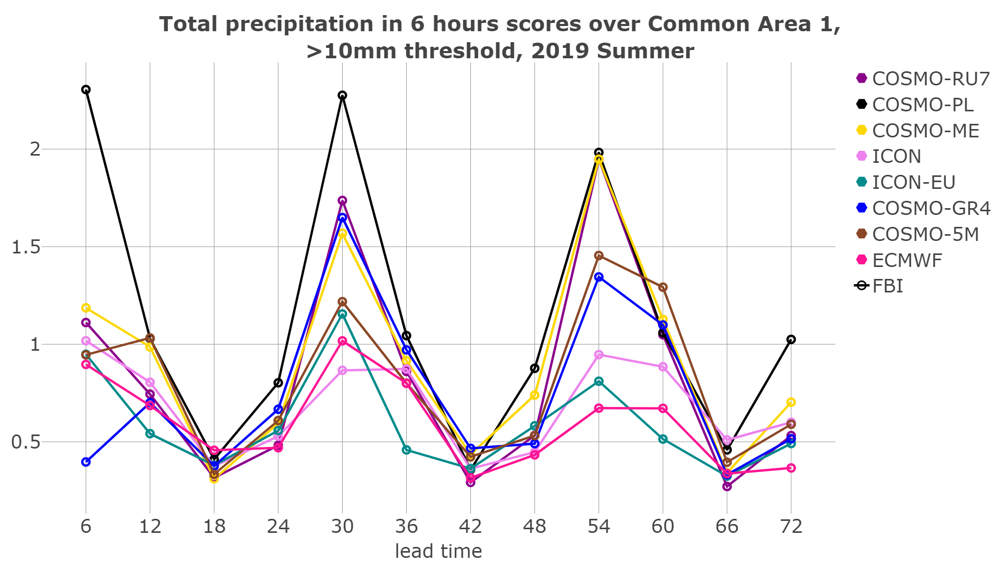 Total precipitation in 6 hours scores over Common Area 1,
>10mm threshold, 2019 Summer
2
1.5
1
0.5
6 12 18 24 30 36 42 48 54 60 66 72
lead time
COSMO-RU7
COSMO-PL
COSMO-ME
ICON
ICON-EU
COSMO-GR4
COSMO-5M
ECMWF
FBI